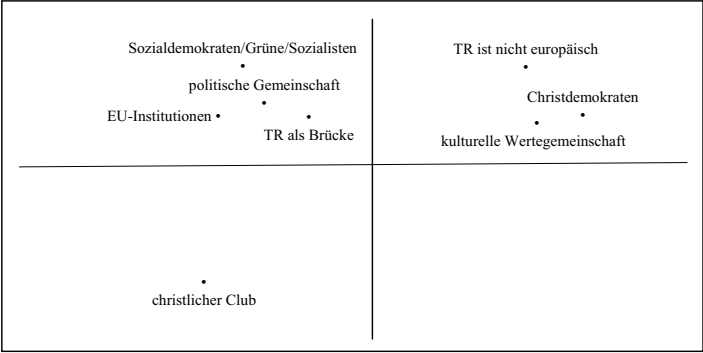 Sozialdemokraten/Grüne/Sozialisten
TR ist nicht europäisch
politische Gemeinschaft
Christdemokraten
EU-Institutionen
TR als Brücke
kulturelle Wertegemeinschaft
christlicher Club